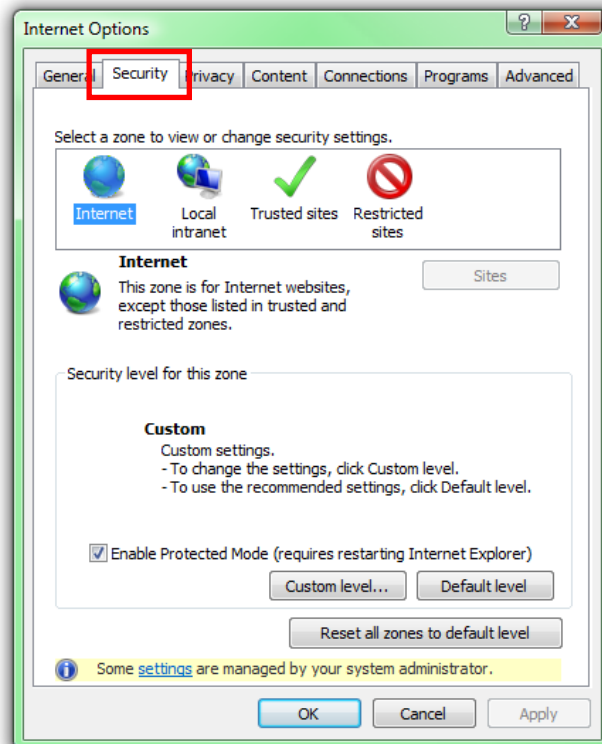 Internet Options
General Security Privacy Content Connections Programs Advanced
Select a zone to view or change security settings.
Internet
Local intranet
Trusted sites
Restricted sites
Internet
This zone is for Internet websites,
except those listed in trusted and
restricted zones.
Sites
Security level for this zone
Custom
Custom settings.
- To change the settings, click Custom level.
- To use the recommended settings, click Default level.
Enable Protected Mode (requires restarting Internet Explorer)
Custom level... Default level
Reset all zones to default level
Some settings are managed by your system administrator.
OK Cancel Apply